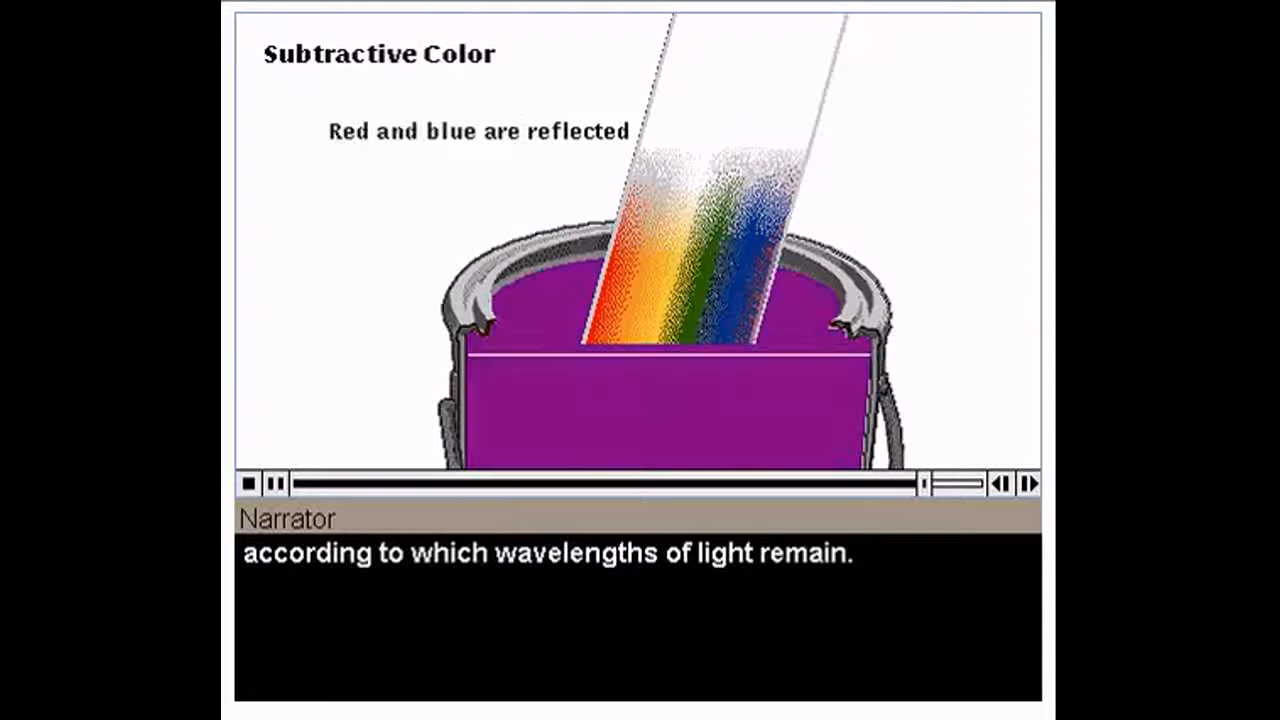 Subtractive Color
Red and blue are reflected
Narrator
according to which wavelengths of light remain.